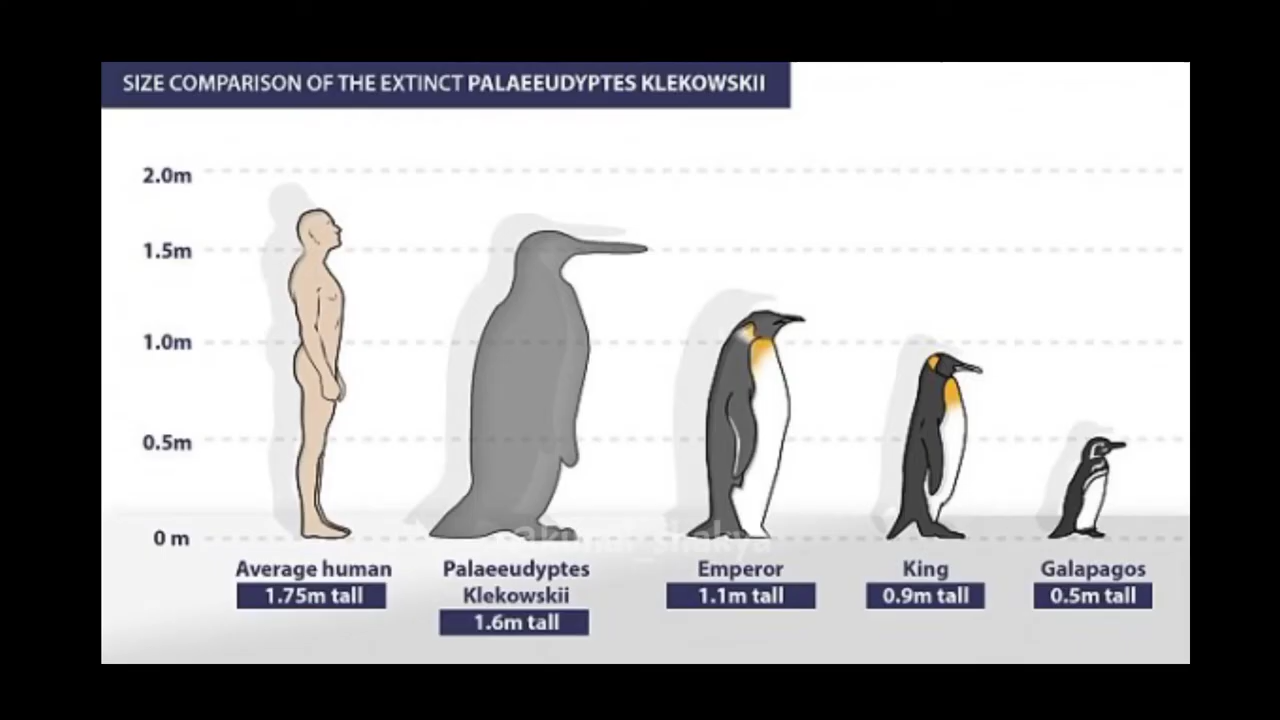 SIZE COMPARISON OF THE EXTINCT PALAEEUDYPTES KLEKOWSKII
2.0m
1.5m
1.0m
0.5m
0 m
Average human
1.75m tall
Palaeeudyptes
Klekowskii
1.6m tall
Emperor
1.1m tall
King
0.9m tall
Galapagos
0.5m tall